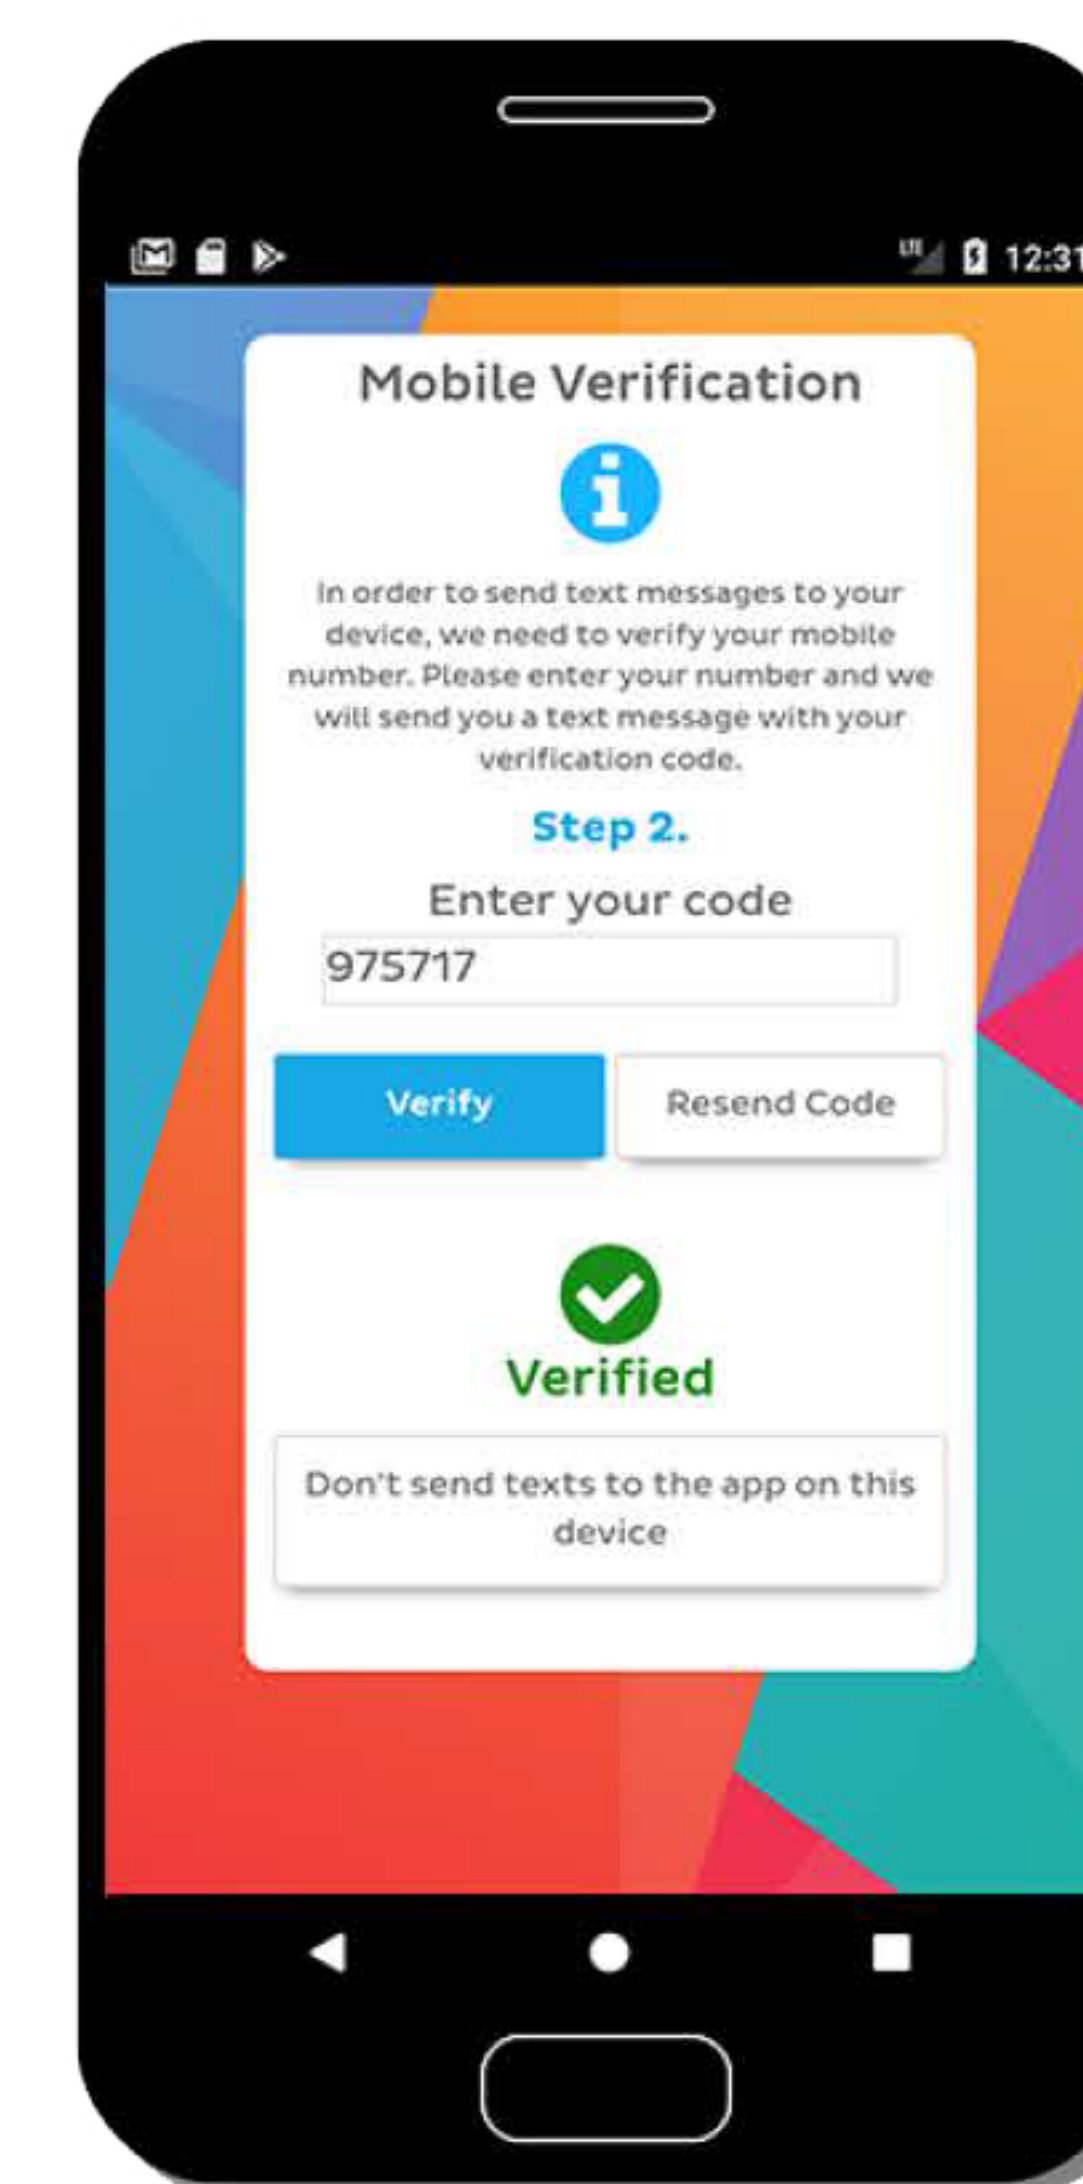 LTE 12:31
Mobile Verification
In order to send text messages to your
device, we need to verify your mobile
number. Please enter your number and we
will send you a text message with your
verification code.
Step 2.
Enter your code
975717
Verify Resend Code
Verified
Don't send texts to the app on this
device